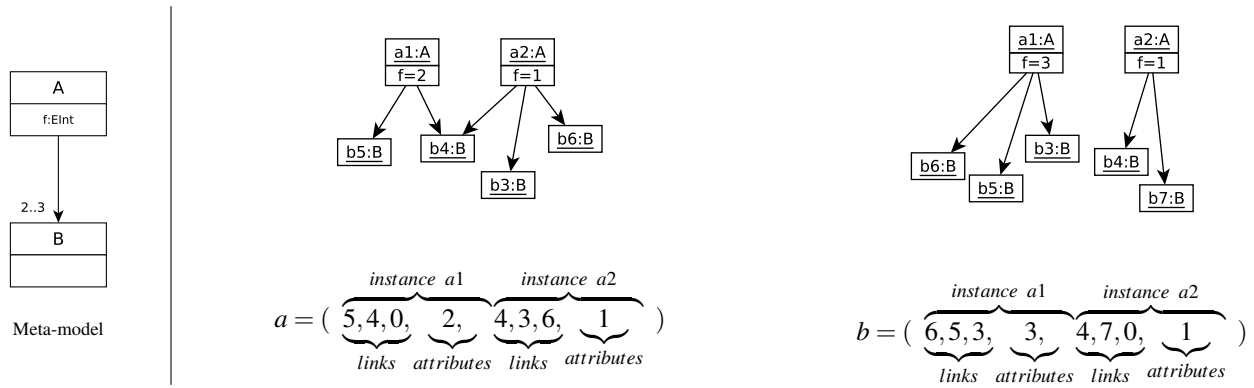 A
f:EInt
2..3
B
Meta-model
a1:A
f=2
a2:A
f=1
b5:B
b4:B
b3:B
b6:B
instance a1 instance a2
a = ( 5, 4, 0, 2, 4, 3, 6, 1 )
links attributes links attributes
a1:A
f=3
a2:A
f=1
b6:B
b5:B
b3:B
b4:B
b7:B
instance a1 instance a2
b = ( 6, 5, 3, 3, 4, 7, 0, 1 )
links attributes links attributes